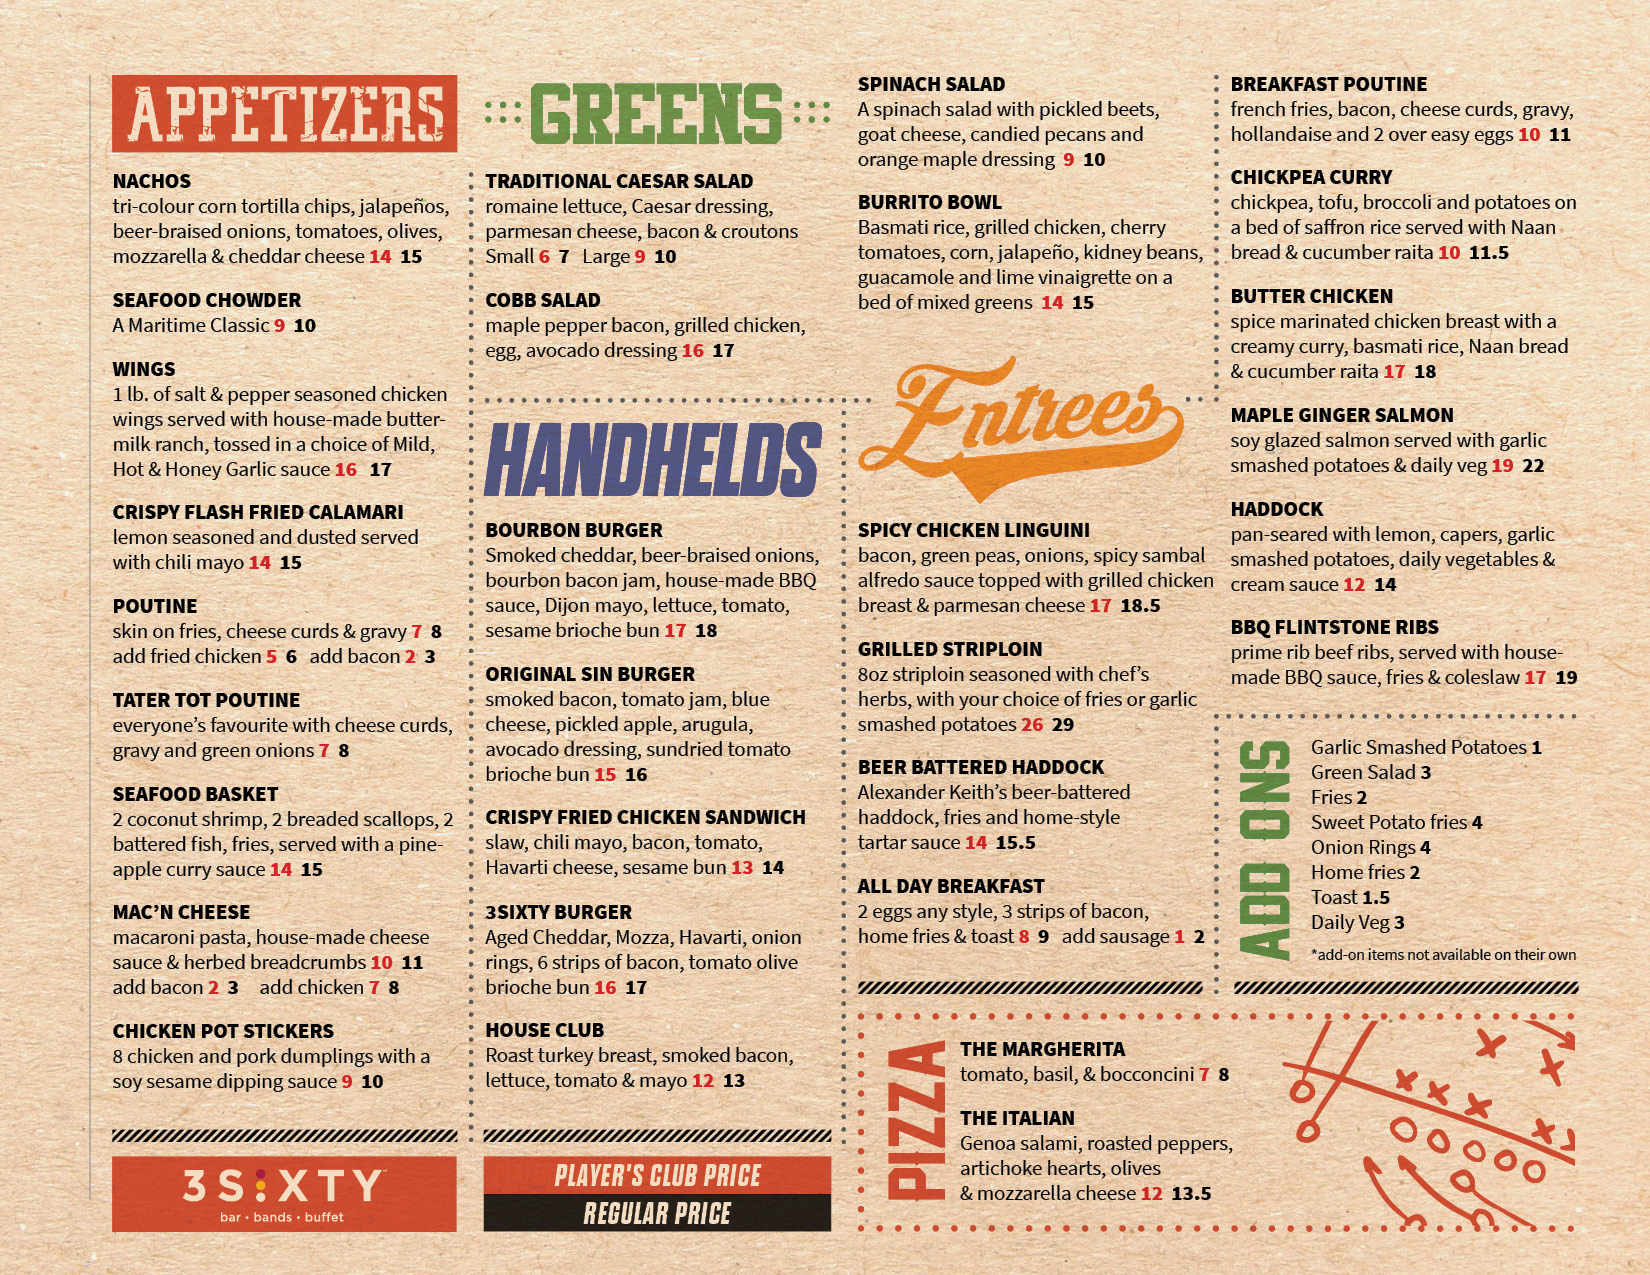 APPETIZERS
NACHOS
tri-colour corn tortilla chips, jalapeños,
beer-braised onions, tomatoes, olives,
mozzarella & cheddar cheese 14 15
SEAFOOD CHOWDER
A Maritime Classic 9 10
WINGS
1 lb. of salt & pepper seasoned chicken
wings served with house-made butter-
milk ranch, tossed in a choice of Mild,
Hot & Honey Garlic sauce 16 17
CRISPY FLASH FRIED CALAMARI
lemon seasoned and dusted served
with chili mayo 14 15
POUTINE
skin on fries, cheese curds & gravy 7 8
add fried chicken 5 6 add bacon 2 3
TATER TOT POUTINE
everyone's favourite with cheese curds,
gravy and green onions 7 8
SEAFOOD BASKET
2 coconut shrimp, 2 breaded scallops, 2
battered fish, fries, served with a pine-
apple curry sauce 14 15
MAC'N CHEESE
macaroni pasta, house-made cheese
sauce & herbed breadcrumbs 10 11
add bacon 2 3 add chicken 7 8
CHICKEN POT STICKERS
8 chicken and pork dumplings with a
soy sesame dipping sauce 9 10
3SIXTY
bar • bands • buffet
GREENS
TRADITIONAL CAESAR SALAD
romaine lettuce, Caesar dressing,
parmesan cheese, bacon & croutons
Small 6 7 Large 9 10
COBB SALAD
maple pepper bacon, grilled chicken,
egg, avocado dressing 16 17
HANDHELDS
BOURBON BURGER
Smoked cheddar, beer-braised onions,
bourbon bacon jam, house-made BBQ
sauce, Dijon mayo, lettuce, tomato,
sesame brioche bun 17 18
ORIGINAL SIN BURGER
smoked bacon, tomato jam, blue
cheese, pickled apple, arugula,
avocado dressing, sundried tomato
brioche bun 15 16
CRISPY FRIED CHICKEN SANDWICH
slaw, chili mayo, bacon, tomato,
Havarti cheese, sesame bun 13 14
3SIXTY BURGER
Aged Cheddar, Mozza, Havarti, onion
rings, 6 strips of bacon, tomato olive
brioche bun 16 17
HOUSE CLUB
Roast turkey breast, smoked bacon,
lettuce, tomato & mayo 12 13
PLAYER'S CLUB PRICE
REGULAR PRICE
SPINACH SALAD
A spinach salad with pickled beets,
goat cheese, candied pecans and
orange maple dressing 9 10
BURRITO BOWL
Basmati rice, grilled chicken, cherry
tomatoes, corn, jalapeño, kidney beans,
guacamole and lime vinaigrette on a
bed of mixed greens 14 15
Entrees
SPICY CHICKEN LINGUINI
bacon, green peas, onions, spicy sambal
alfredo sauce topped with grilled chicken
breast & parmesan cheese 17 18.5
GRILLED STRIPLOIN
8oz striploin seasoned with chef's
herbs, with your choice of fries or garlic
smashed potatoes 26 29
BEER BATTERED HADDOCK
Alexander Keith's beer-battered
haddock, fries and home-style
tartar sauce 14 15.5
ALL DAY BREAKFAST
2 eggs any style, 3 strips of bacon,
home fries & toast 8 9 add sausage 1 2
BREAKFAST POUTINE
french fries, bacon, cheese curds, gravy,
hollandaise and 2 over easy eggs 10 11
CHICKPEA CURRY
chickpea, tofu, broccoli and potatoes on
a bed of saffron rice served with Naan
bread & cucumber raita 10 11.5
BUTTER CHICKEN
spice marinated chicken breast with a
creamy curry, basmati rice, Naan bread
& cucumber raita 17 18
MAPLE GINGER SALMON
soy glazed salmon served with garlic
smashed potatoes & daily veg 19 22
HADDOCK
pan-seared with lemon, capers, garlic
smashed potatoes, daily vegetables &
cream sauce 12 14
BBQ FLINTSTONE RIBS
prime rib beef ribs, served with house-
made BBQ sauce, fries & coleslaw 17 19
ADD ONS
Garlic Smashed Potatoes 1
Green Salad 3
Fries 2
Sweet Potato fries 4
Onion Rings 4
Home fries 2
Toast 1.5
Daily Veg 3
*add-on items not available on their own
PIZZA
THE MARGHERITA
tomato, basil, & bocconcini 7 8
THE ITALIAN
Genoa salami, roasted peppers,
artichoke hearts, olives
& mozzarella cheese 12 13.5